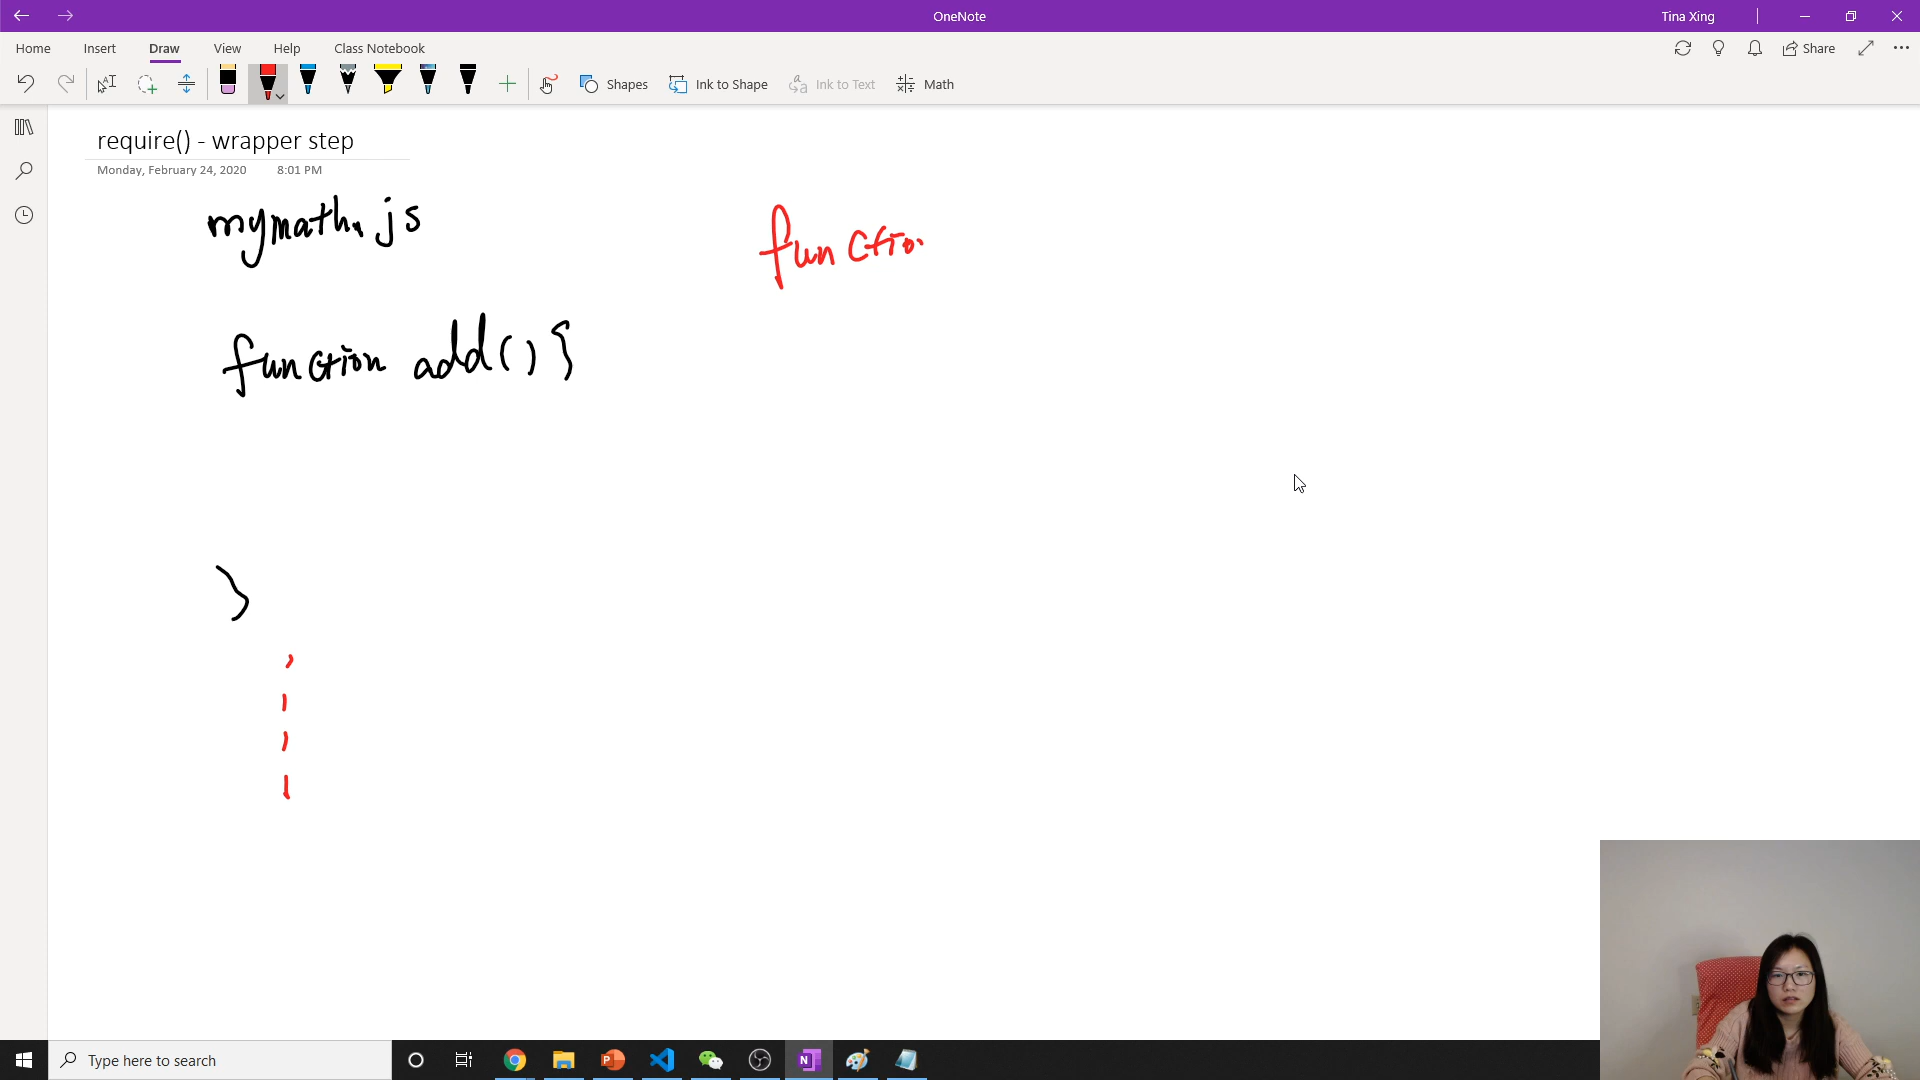 OneNote
Tina Xing
Home Insert Draw View Help Class Notebook
Share
Shapes
Ink to Shape
Ink to Text
Math
require() - wrapper step
Monday, February 24, 2020 8:01 PM
mymath.js
functio
function add(){
}
Type here to search